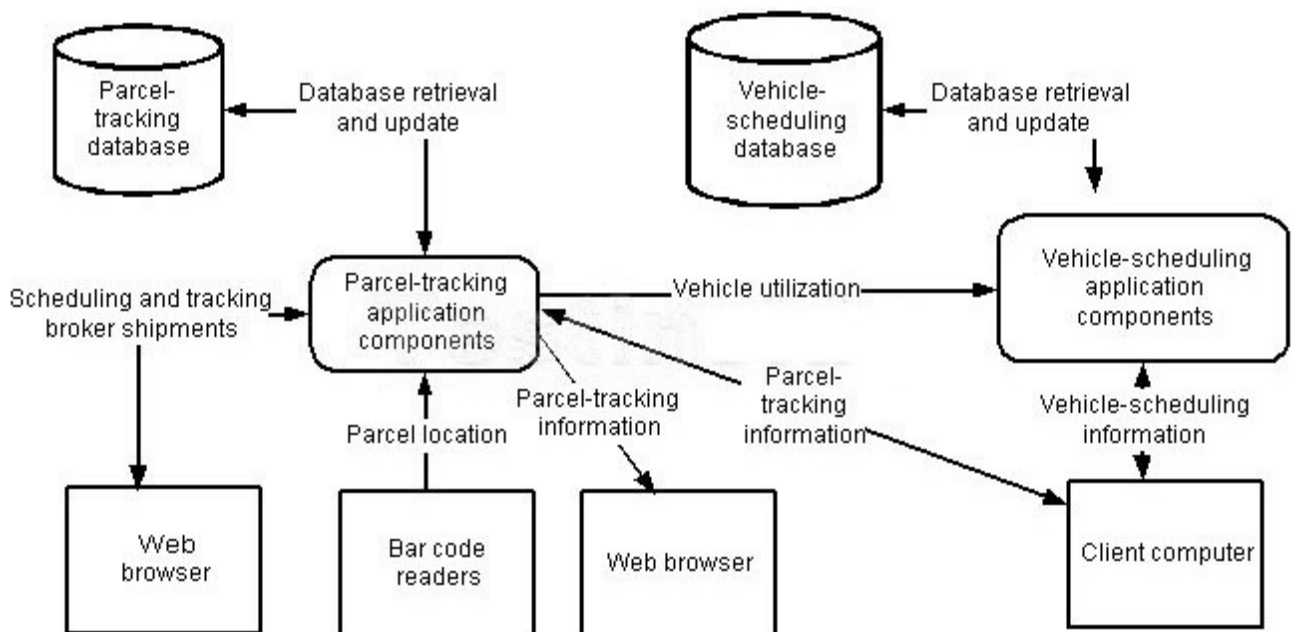 Parcel-
tracking
database
Database retrieval
and update
Vehicle-
scheduling
database
Database retrieval
and update
Scheduling and tracking
broker shipments
Parcel-tracking
application
components
Vehicle utilization
Vehicle-scheduling
application
components
Parcel location
Parcel-tracking
information
Parcel-
tracking
information
Vehicle-scheduling
information
Web
browser
Bar code
readers
Web browser
Client computer